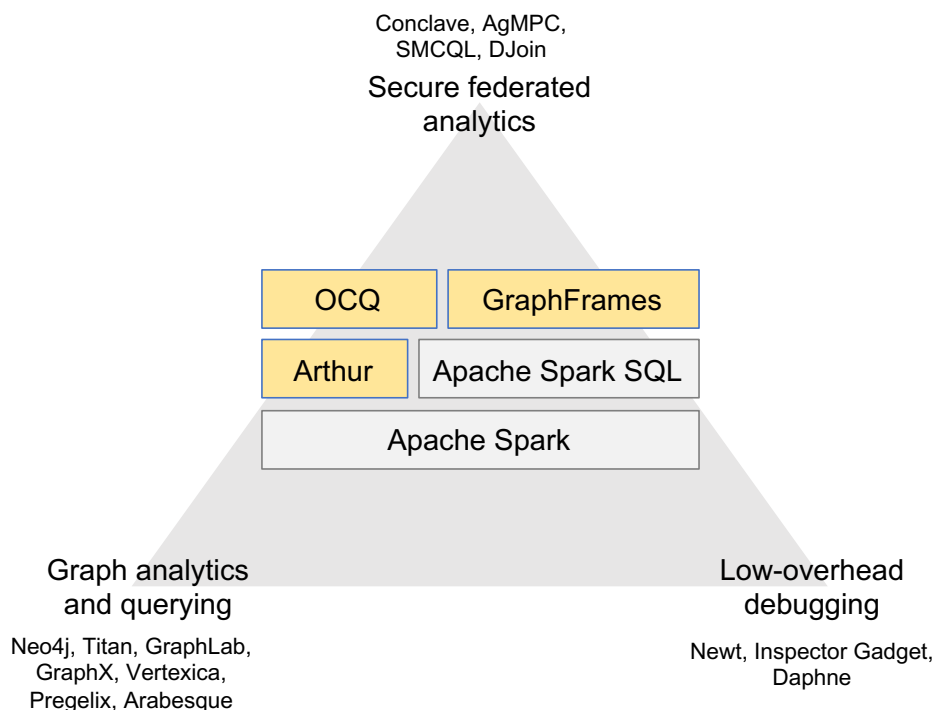 Conclave, AgMPC,
SMCQL, DJoin
Secure federated
analytics
OCQ
GraphFrames
Arthur
Apache Spark SQL
Apache Spark
Graph analytics
and querying
Neo4j, Titan, GraphLab,
GraphX, Vertexica,
Pregelix, Arabesque
Low-overhead
debugging
Newt, Inspector Gadget,
Daphne